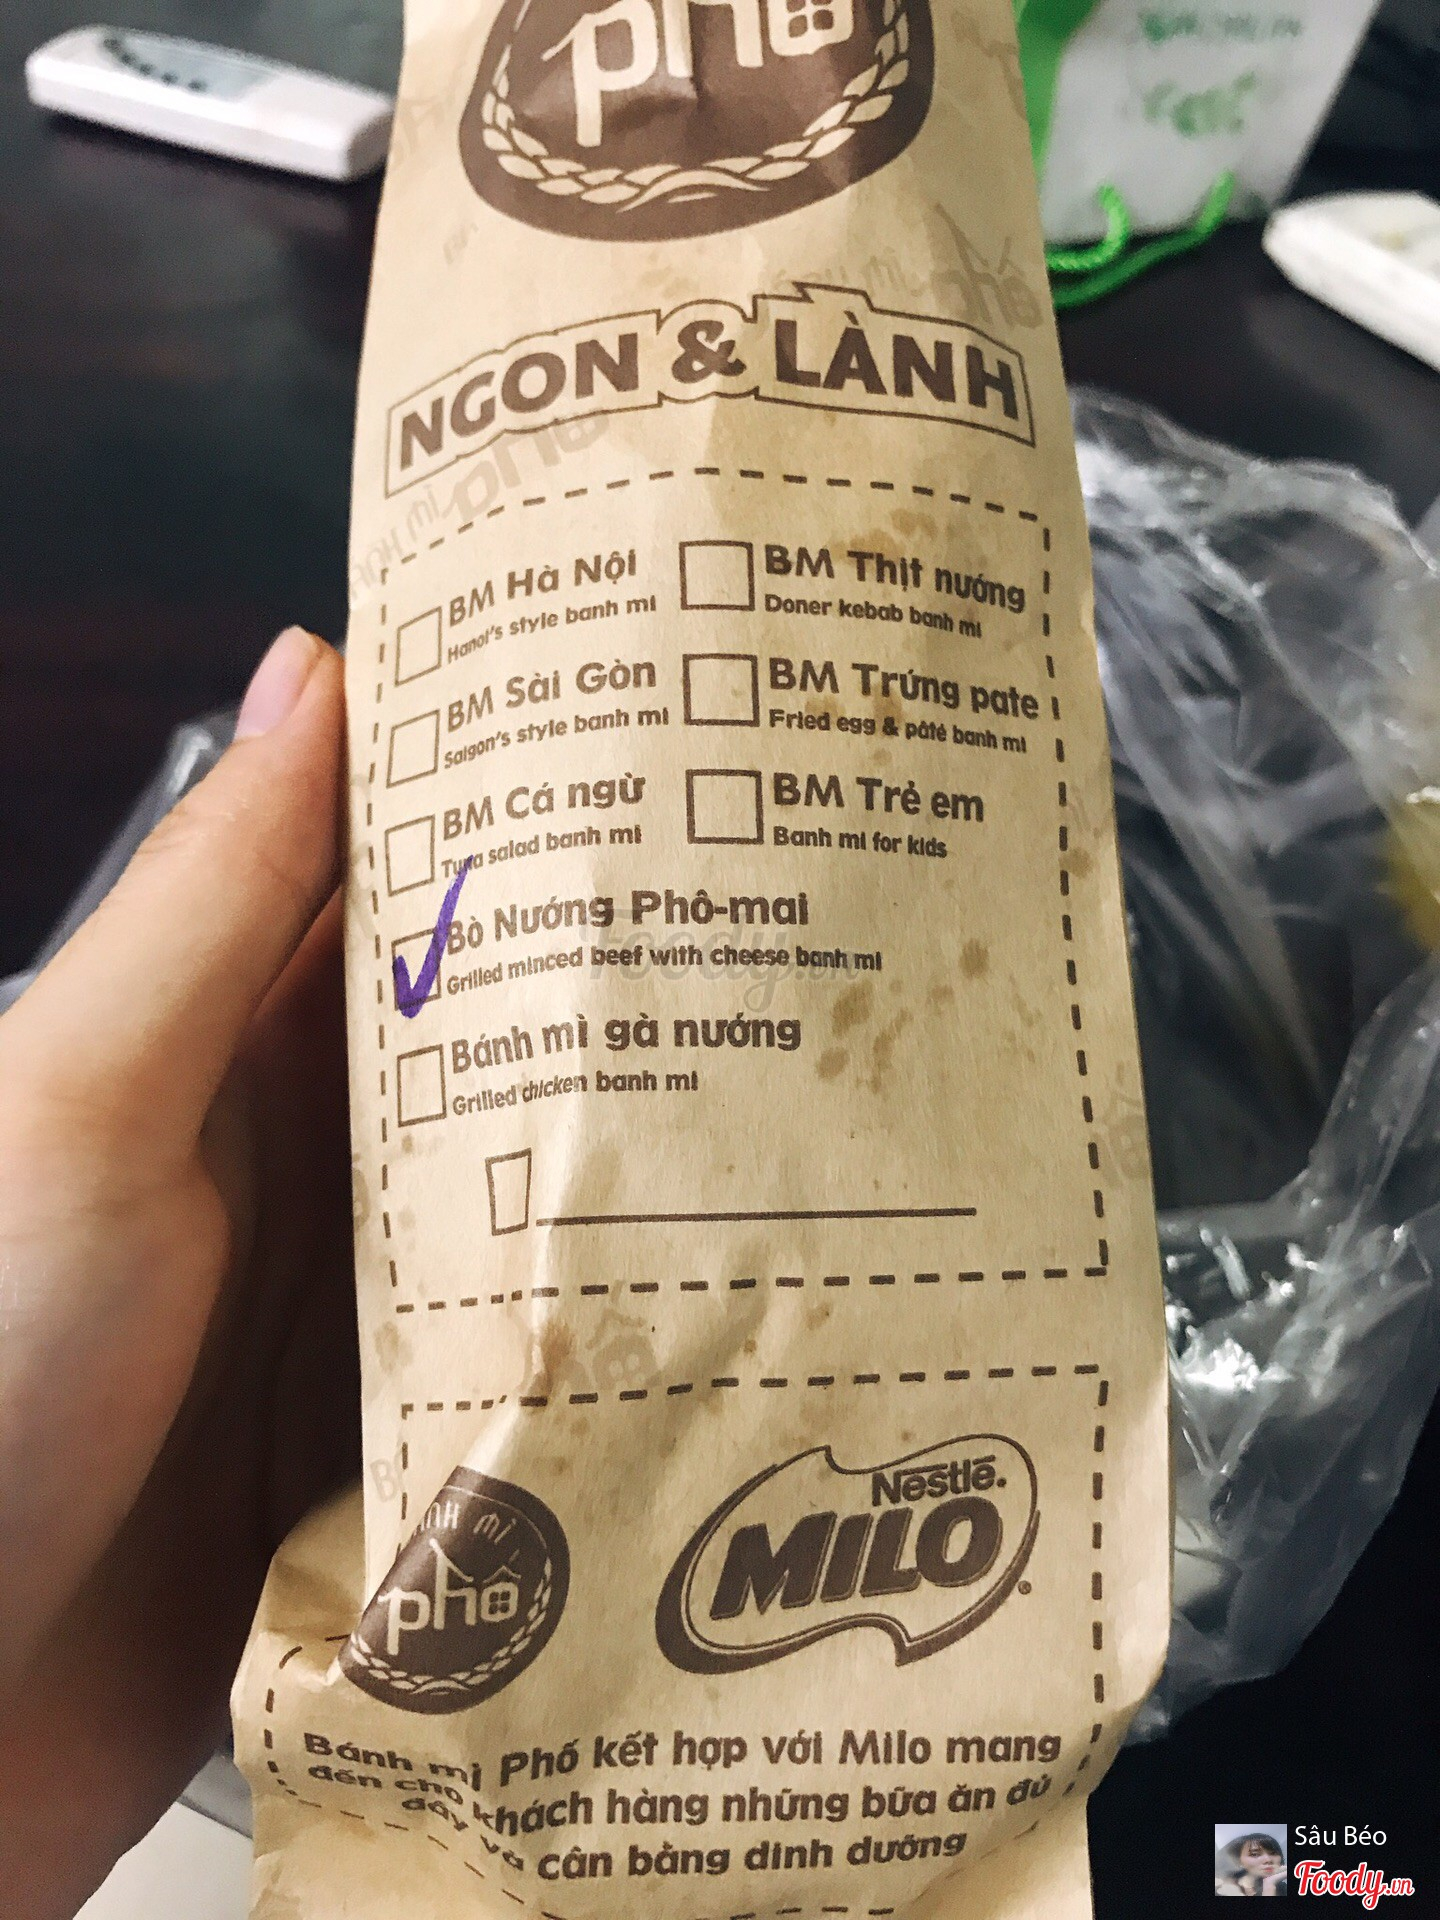 phố
NGON & LÀNH
BM Hà Nội
Hanoi's style banh mi
BM Sài Gòn
Saigon's style banh mi
BM Cá ngừ
Tuna salad banh mi
Bò Nướng Phô-mai
Grilled minced beef with cheese banh mi
Bánh mì gà nướng
Grilled chicken banh mi
BM Thịt nướng
Doner kebab banh mi
BM Trứng pate
Fried egg & pâté banh mi
BM Trẻ em
Banh mi for kids
Foody.vn
BÁNH MÌ
phố
Nestlé.
MILO
Bánh mì Phố kết hợp với Milo mang
đến cho khách hàng những bữa ăn đủ
đầy và cân bằng dinh dưỡng
Sâu Béo
Foody.vn